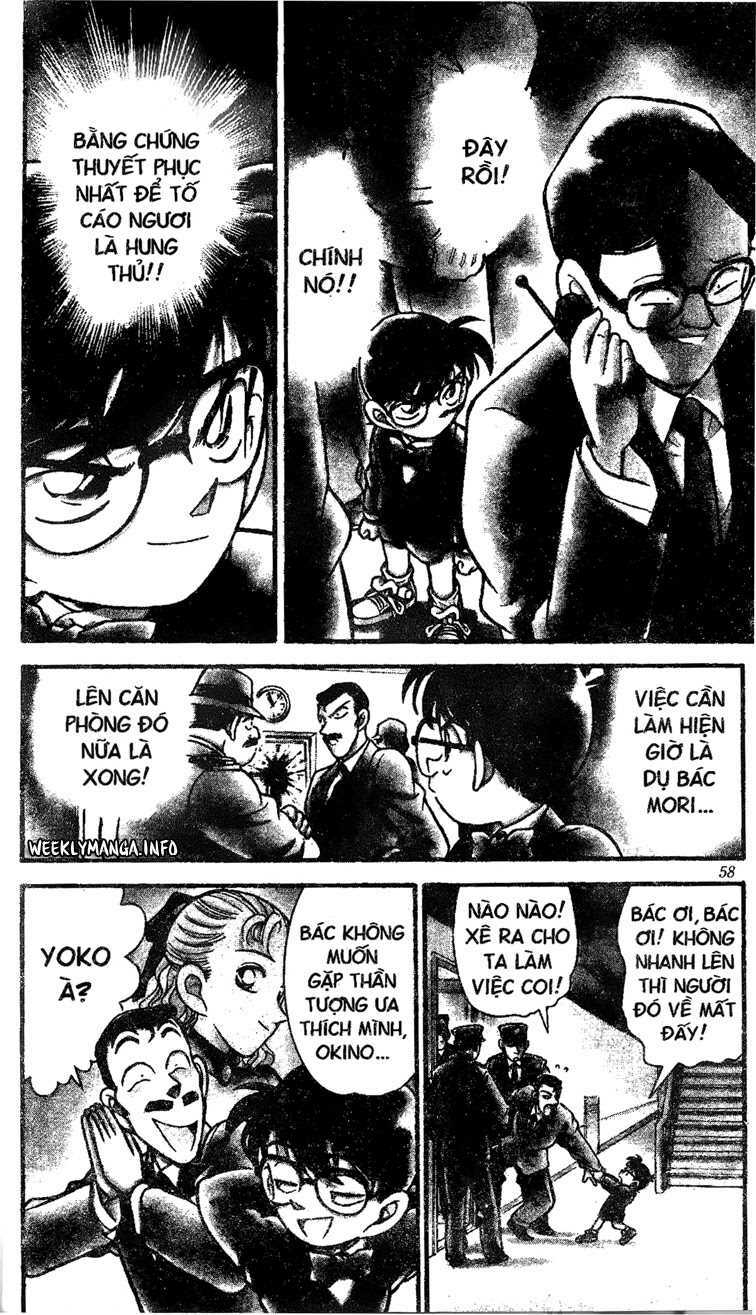 ĐÂY
RỒI!
CHÍNH
NÓ!!
BẰNG CHỨNG
THUYẾT PHỤC
NHẤT ĐỂ TỐ
CÁO NGƯƠI
LÀ HUNG
THỦ!!
VIỆC CẦN
LÀM HIỆN
GIỜ LÀ
DỤ BÁC
MORI...
LÊN CĂN
PHÒNG ĐÓ
NỮA LÀ
XONG!
WEEKLYMANGA.INFO
58
BÁC ƠI, BÁC
ƠI! KHÔNG
NHANH LÊN
THÌ NGƯỜI
ĐÓ VỀ MẤT
ĐẤY!
NÀO NÀO!
XÊ RA CHO
TA LÀM
VIỆC COI!
BÁC KHÔNG
MUỐN
GẶP THẦN
TƯỢNG ƯA
THÍCH MÌNH,
OKINO...
YOKO
À?